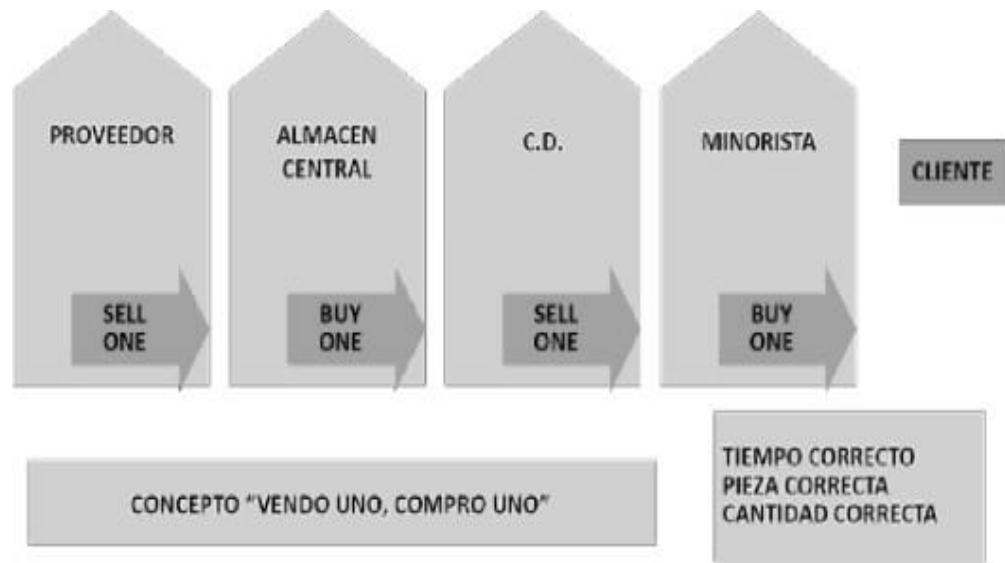 PROVEEDOR
ALMACEN
CENTRAL
C.D.
MINORISTA
CLIENTE
SELL
ONE
BUY
ONE
SELL
ONE
BUY
ONE
CONCEPTO "VENDO UNO, COMPRO UNO"
TIEMPO CORRECTO
PIEZA CORRECTA
CANTIDAD CORRECTA